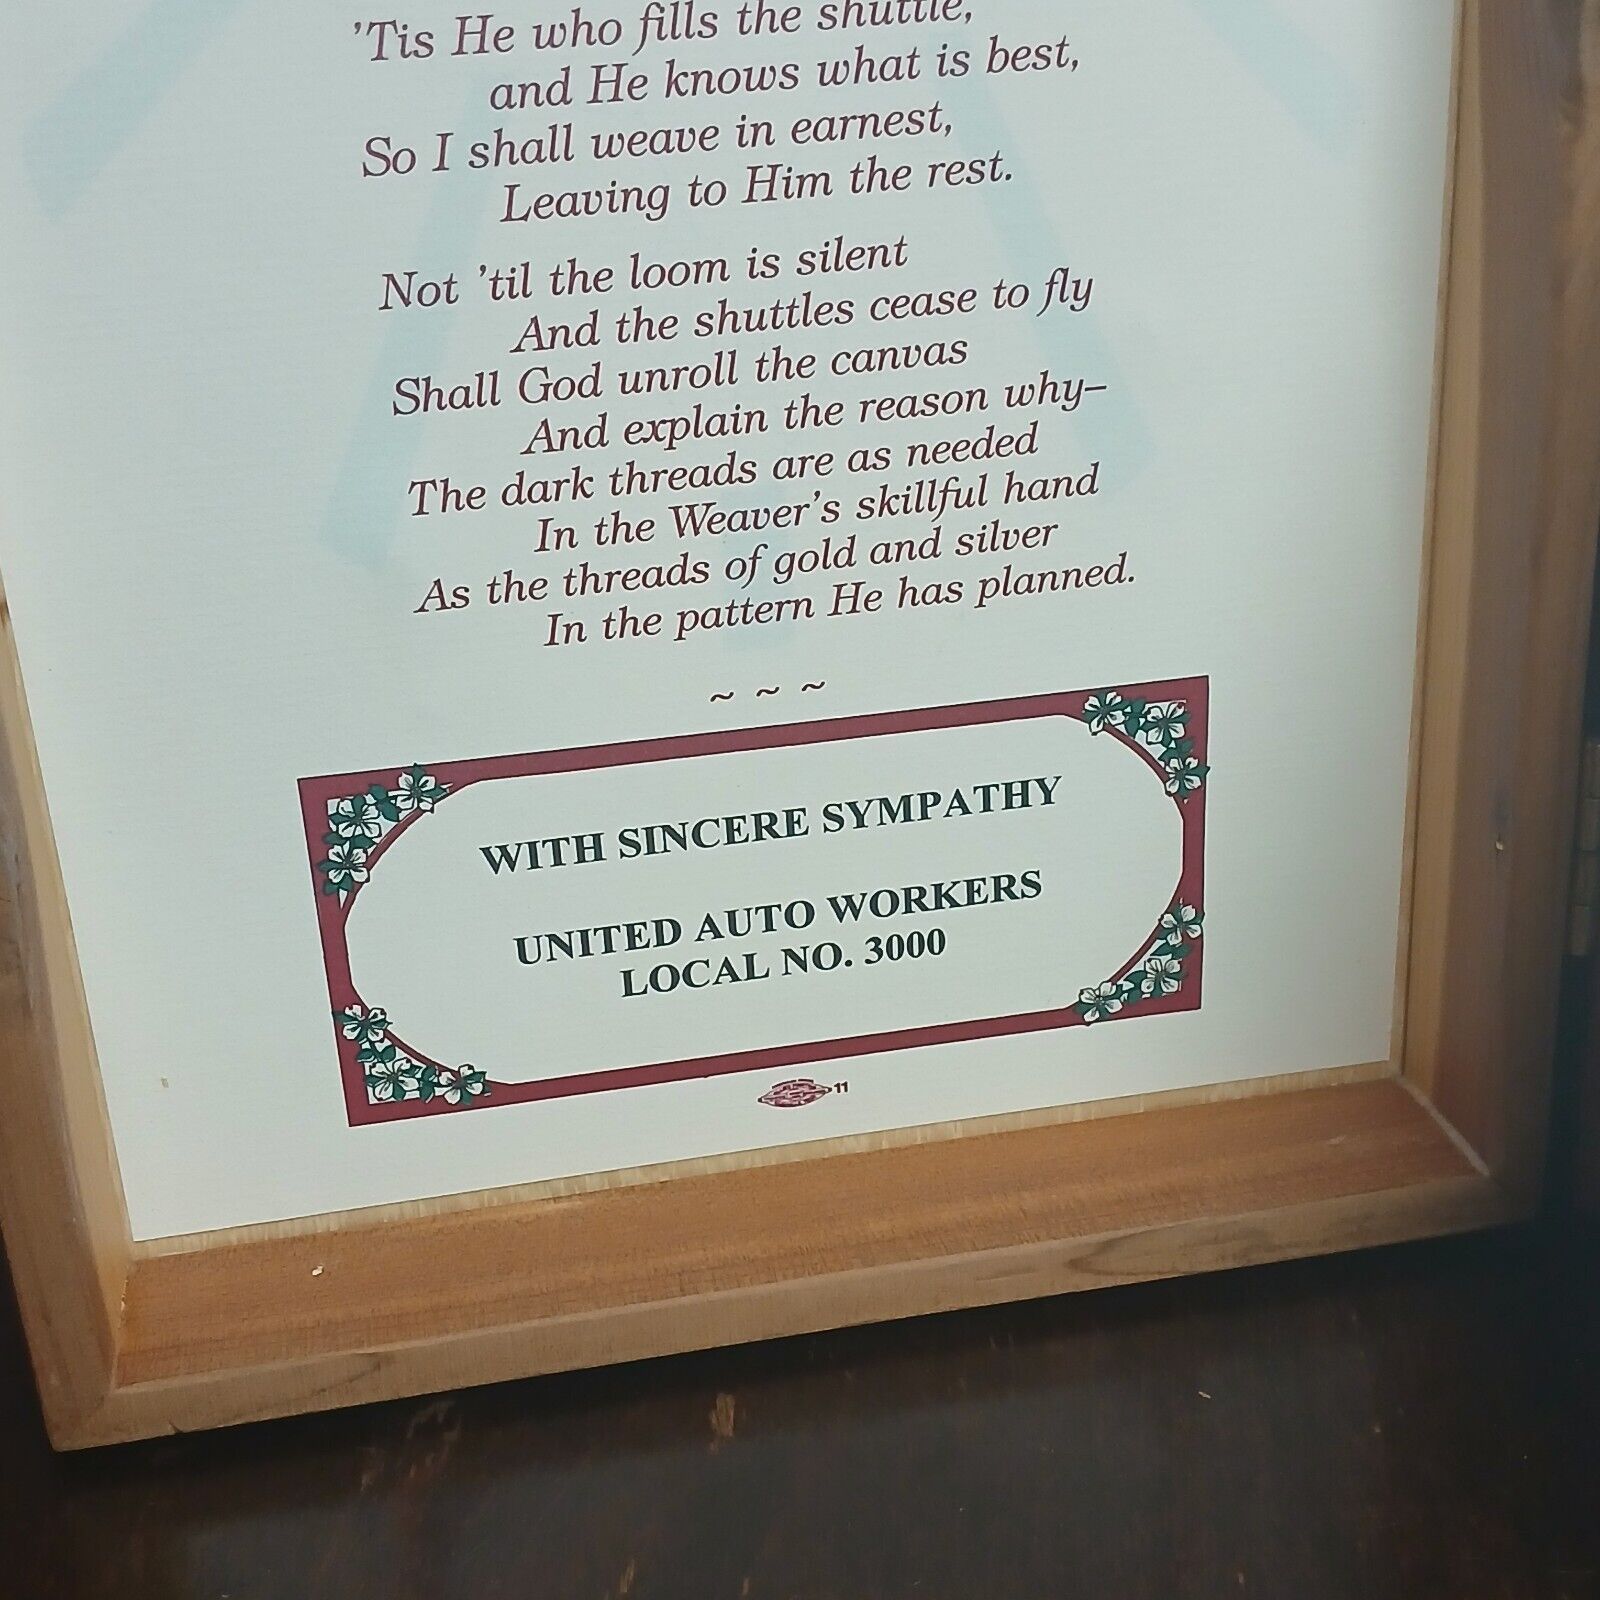 ’Tis He who fills the shuttle,
and He knows what is best,
So I shall weave in earnest,
Leaving to Him the rest.
Not ’til the loom is silent
And the shuttles cease to fly
Shall God unroll the canvas
And explain the reason why–
The dark threads are as needed
In the Weaver’s skillful hand
As the threads of gold and silver
In the pattern He has planned.
~ ~ ~
WITH SINCERE SYMPATHY
UNITED AUTO WORKERS
LOCAL NO. 3000
11